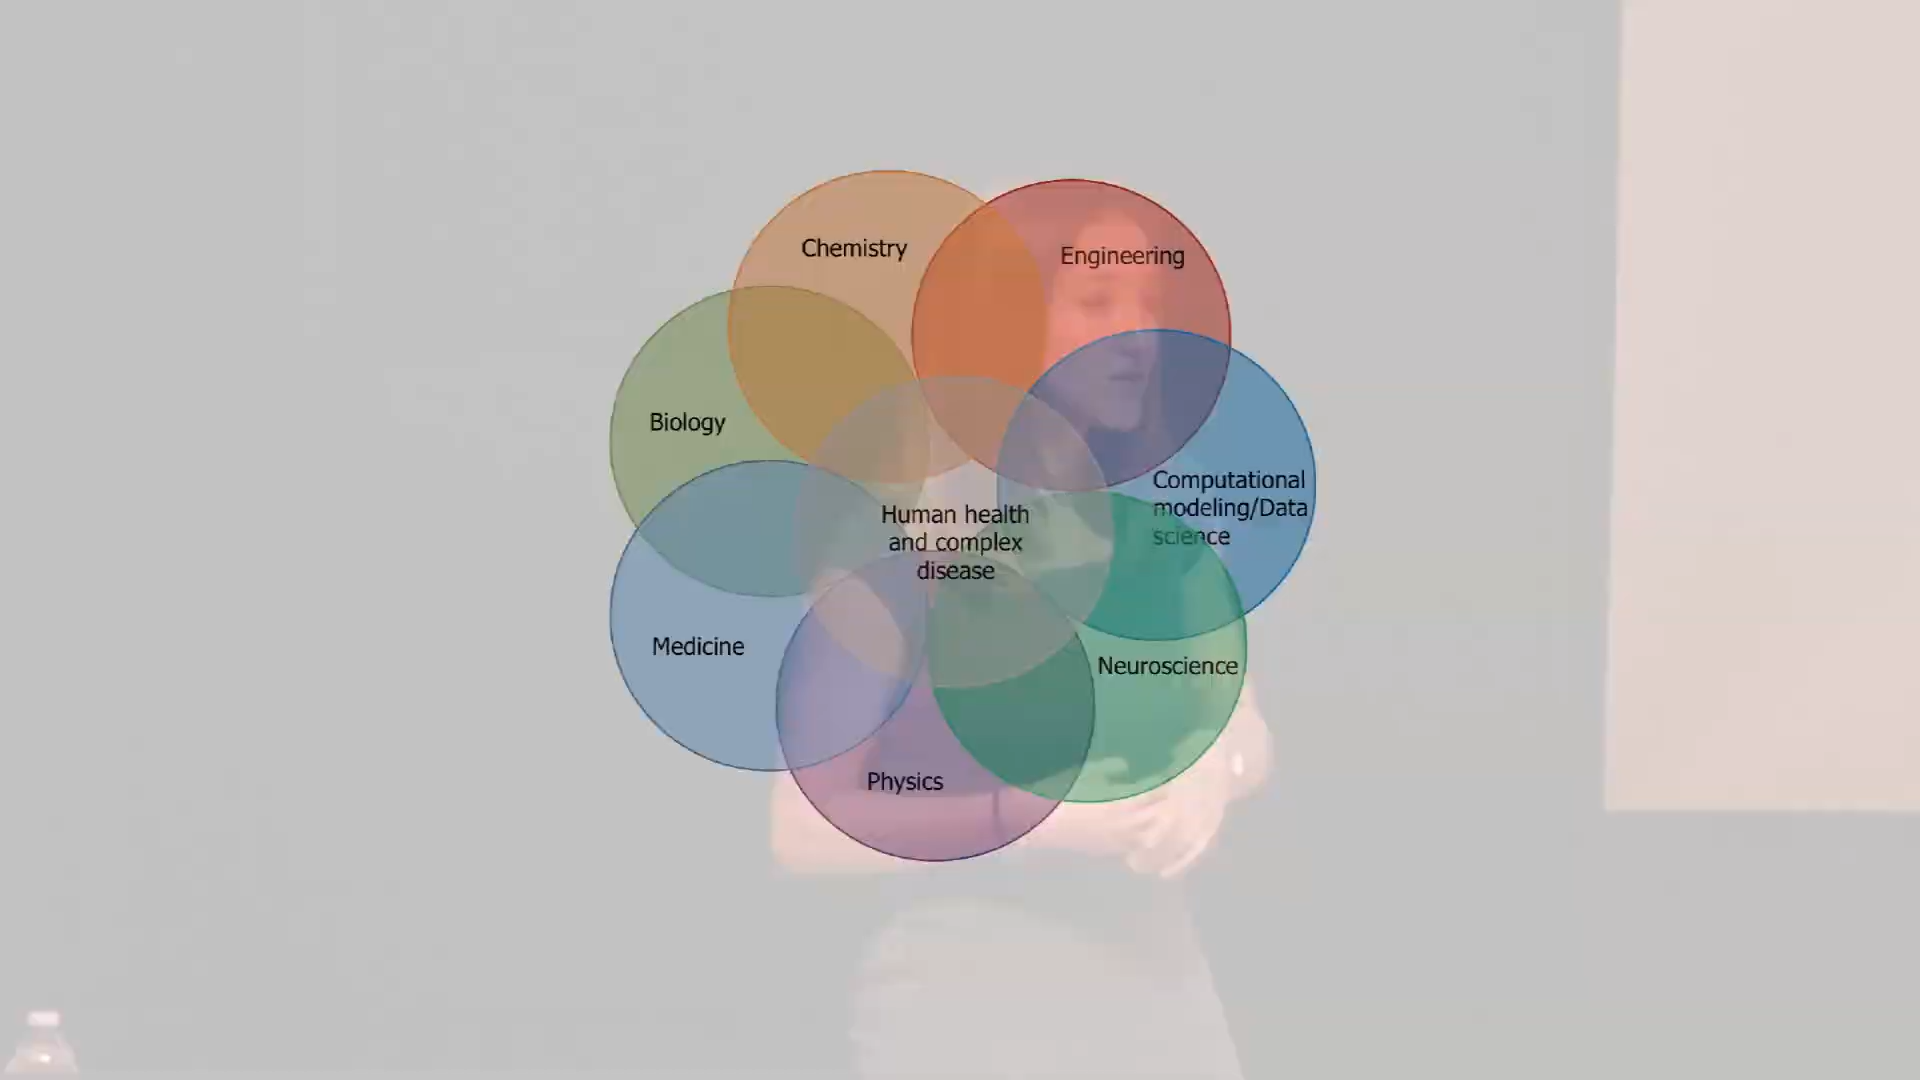 Chemistry
Engineering
Biology
Computational
modeling/Data
science
Human health
and complex
disease
Medicine
Neuroscience
Physics